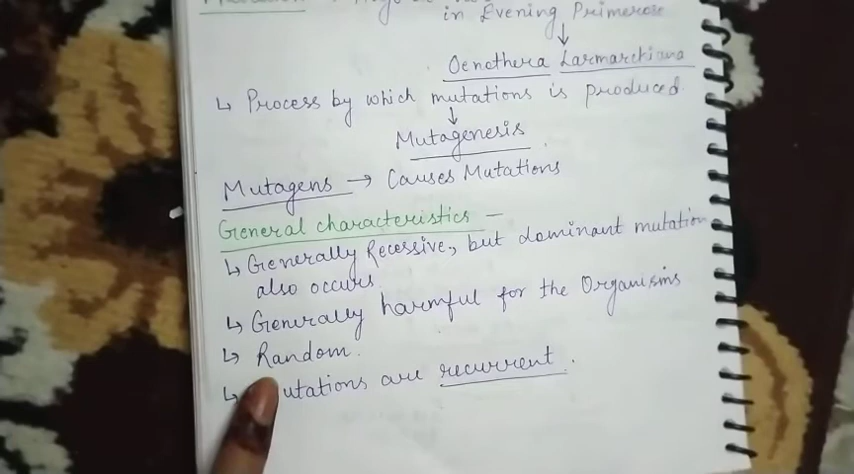 in Evening Primerose
↓
Oenothera Larmarckiana
↳ Process by which mutations is produced.
↓
Mutagenesis
Mutagens → Causes Mutations
General characteristics –
↳ Generally Recessive, but dominant mutation
also occurs.
↳ Generally harmful for the Organisms
↳ Random.
↳ utations are recurrent.